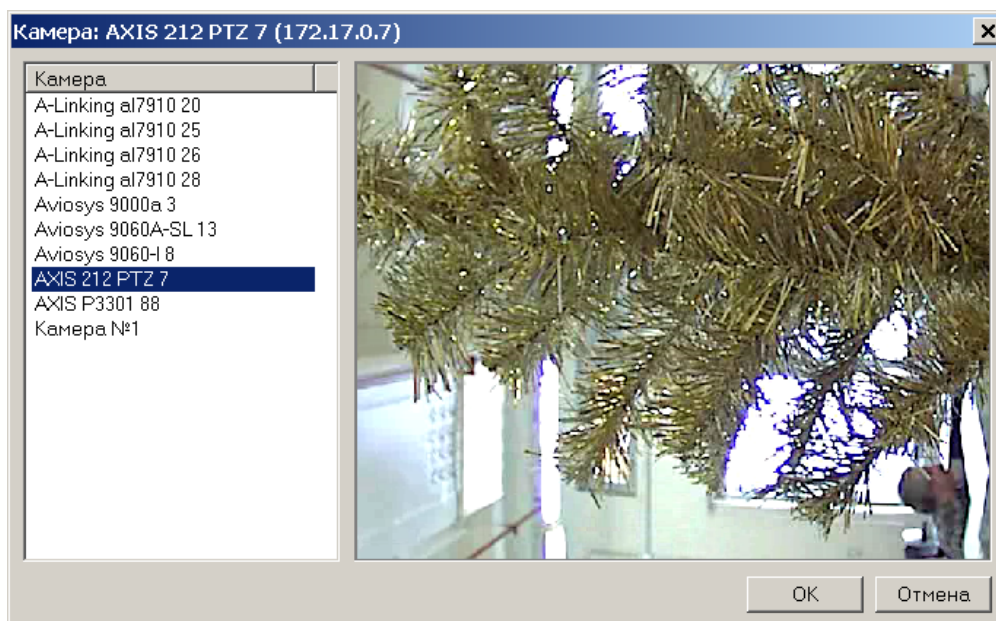 Камера: AXIS 212 PTZ 7 (172.17.0.7)
Камера
A-Linking al7910 20
A-Linking al7910 25
A-Linking al7910 26
A-Linking al7910 28
Aviosys 9000a 3
Aviosys 9060A-SL 13
Aviosys 9060-I 8
AXIS 212 PTZ 7
AXIS P3301 88
Камера №1
OK
Отмена